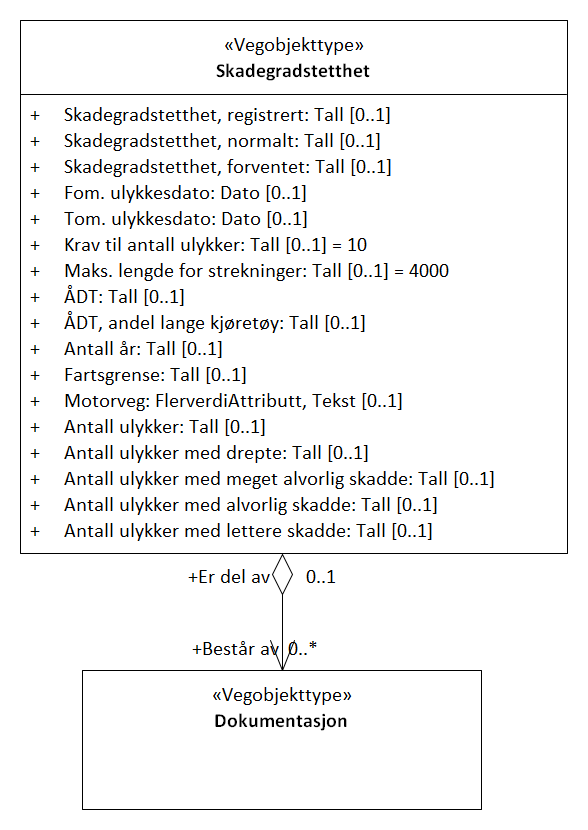 «Vegobjekttype»
Skadegradstetthet
+ Skadegradstetthet, registrert: Tall [0..1]
+ Skadegradstetthet, normalt: Tall [0..1]
+ Skadegradstetthet, forventet: Tall [0..1]
+ Fom. ulykkesdato: Dato [0..1]
+ Tom. ulykkesdato: Dato [0..1]
+ Krav til antall ulykker: Tall [0..1] = 10
+ Maks. lengde for strekninger: Tall [0..1] = 4000
+ ÅDT: Tall [0..1]
+ ÅDT, andel lange kjøretøy: Tall [0..1]
+ Antall år: Tall [0..1]
+ Fartsgrense: Tall [0..1]
+ Motorveg: FlerverdiAttributt, Tekst [0..1]
+ Antall ulykker: Tall [0..1]
+ Antall ulykker med drepte: Tall [0..1]
+ Antall ulykker med meget alvorlig skadde: Tall [0..1]
+ Antall ulykker med alvorlig skadde: Tall [0..1]
+ Antall ulykker med lettere skadde: Tall [0..1]
+Er del av 0..1
+Består av 0..*
«Vegobjekttype»
Dokumentasjon